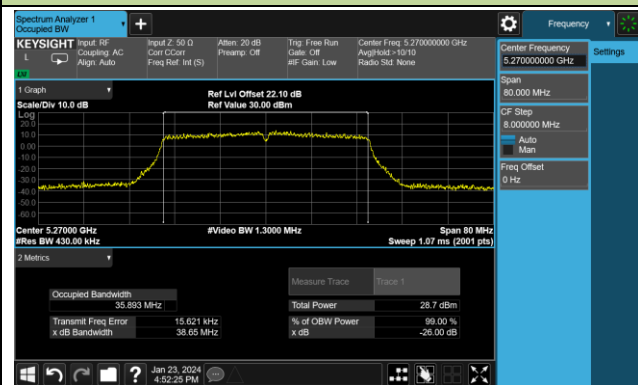 Spectrum Analyzer 1
Occupied BW
+
Frequency
KEYSIGHT
L
Input: RF
Coupling: AC
Align: Auto
Input Z: 50 Ω
Corr CCorr
Freq Ref: Int (S)
Atten: 20 dB
Preamp: Off
Trig: Free Run
Gate: Off
#IF Gain: Low
Center Freq: 5.270000000 GHz
Avg|Hold:>10/10
Radio Std: None
Center Frequency
5.270000000 GHz
Settings
Span
80.000 MHz
CF Step
8.000000 MHz
Auto
Man
Freq Offset
0 Hz
1 Graph
Scale/Div 10.0 dB
Ref Lvl Offset 22.10 dB
Ref Value 30.00 dBm
Log
20.0
10.0
0.00
-10.0
-20.0
-30.0
-40.0
-50.0
-60.0
Center 5.27000 GHz
#Res BW 430.00 kHz
#Video BW 1.3000 MHz
Span 80 MHz
Sweep 1.07 ms (2001 pts)
2 Metrics
Measure Trace Trace 1
Occupied Bandwidth
35.893 MHz
Total Power 28.7 dBm
Transmit Freq Error 15.621 kHz
x dB Bandwidth 38.65 MHz
% of OBW Power 99.00 %
x dB -26.00 dB
?
Jan 23, 2024
4:52:25 PM